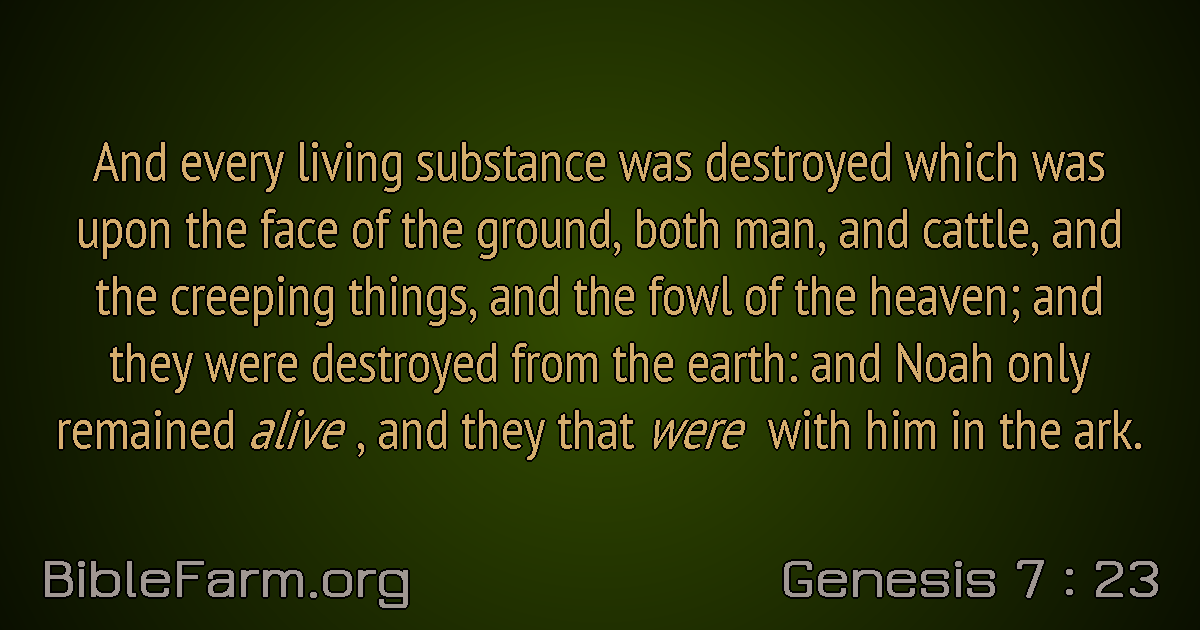 And every living substance was destroyed which was
upon the face of the ground, both man, and cattle, and
the creeping things, and the fowl of the heaven; and
they were destroyed from the earth: and Noah only
remained alive , and they that were  with him in the ark.
BibleFarm.org
Genesis 7 : 23